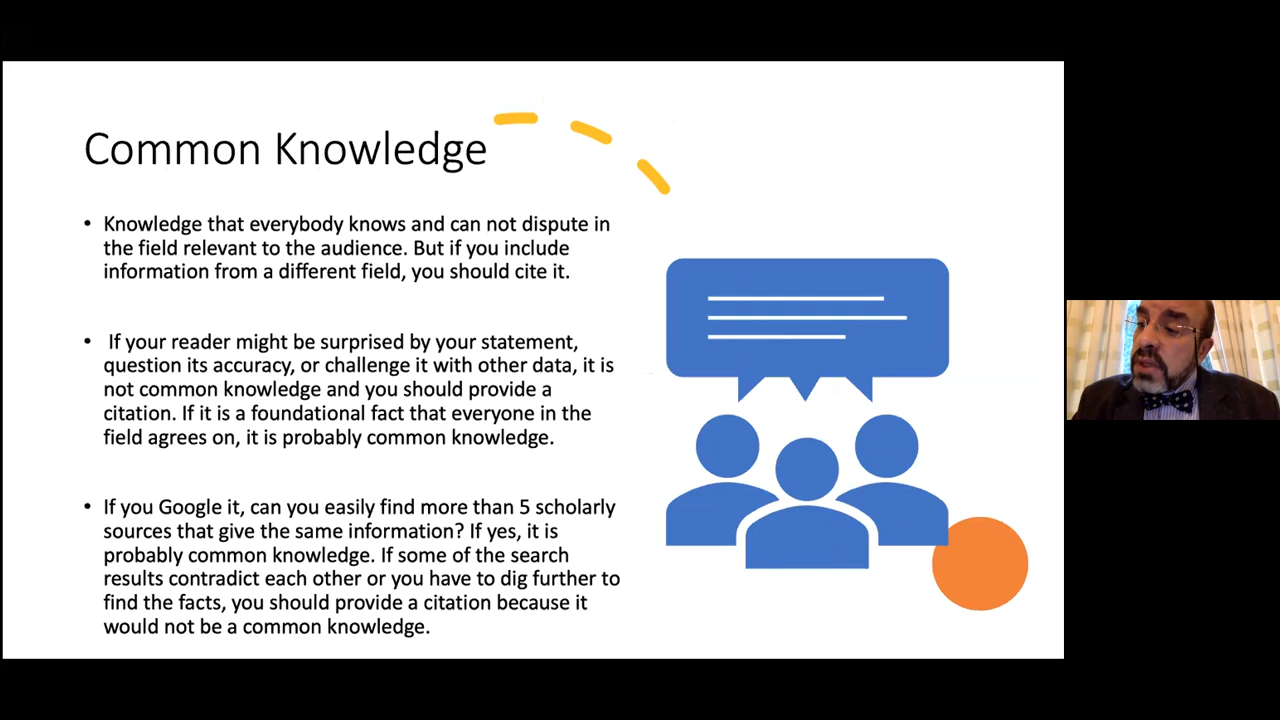 Common Knowledge
• Knowledge that everybody knows and can not dispute in
the field relevant to the audience. But if you include
information from a different field, you should cite it.
• If your reader might be surprised by your statement,
question its accuracy, or challenge it with other data, it is
not common knowledge and you should provide a
citation. If it is a foundational fact that everyone in the
field agrees on, it is probably common knowledge.
• If you Google it, can you easily find more than 5 scholarly
sources that give the same information? If yes, it is
probably common knowledge. If some of the search
results contradict each other or you have to dig further to
find the facts, you should provide a citation because it
would not be a common knowledge.